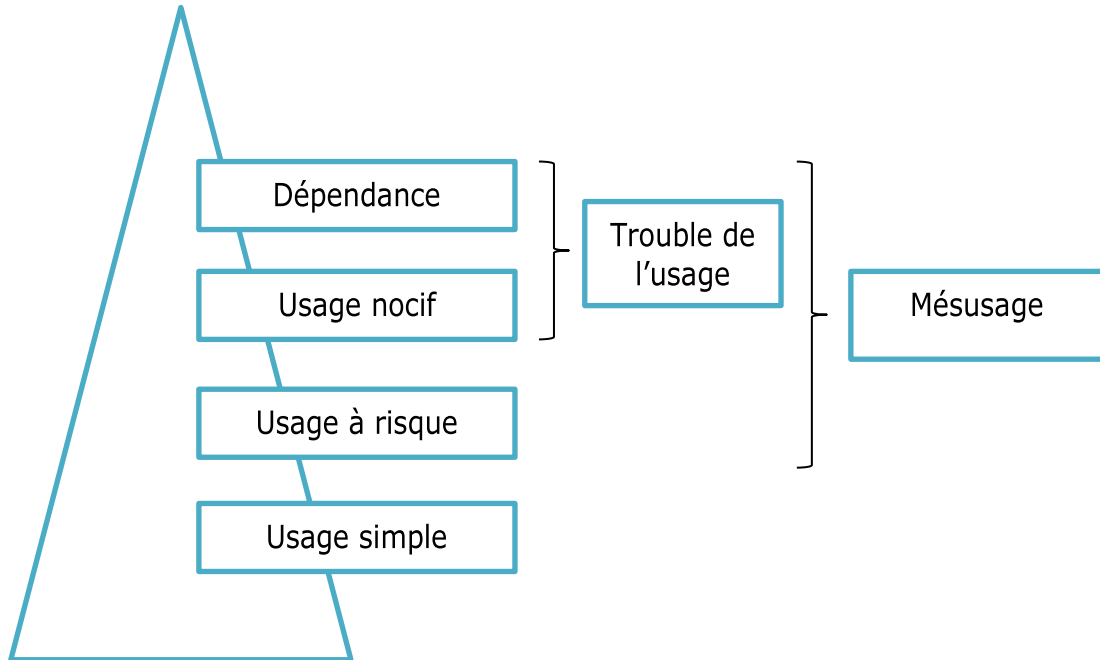 Dépendance
Usage nocif
Usage à risque
Usage simple
Trouble de
l’usage
Mésusage